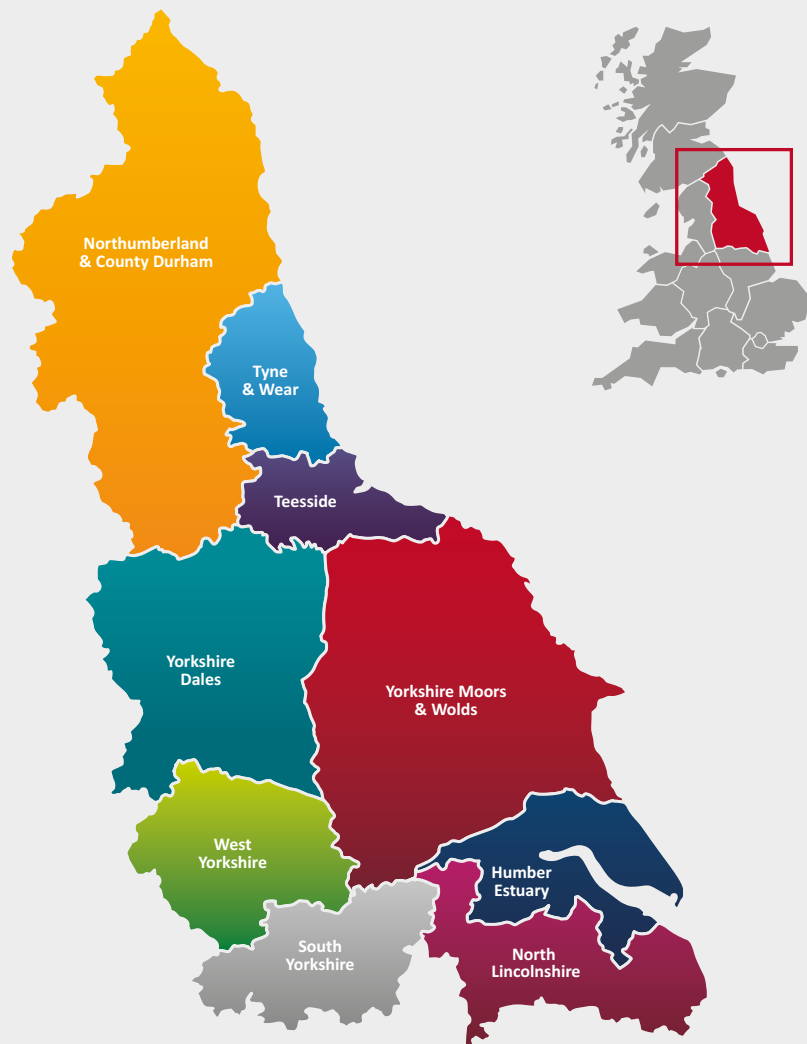 Northumberland
& County Durham
Tyne
& Wear
Teesside
Yorkshire
Dales
Yorkshire Moors
& Wolds
West
Yorkshire
Humber
Estuary
South
Yorkshire
North
Lincolnshire